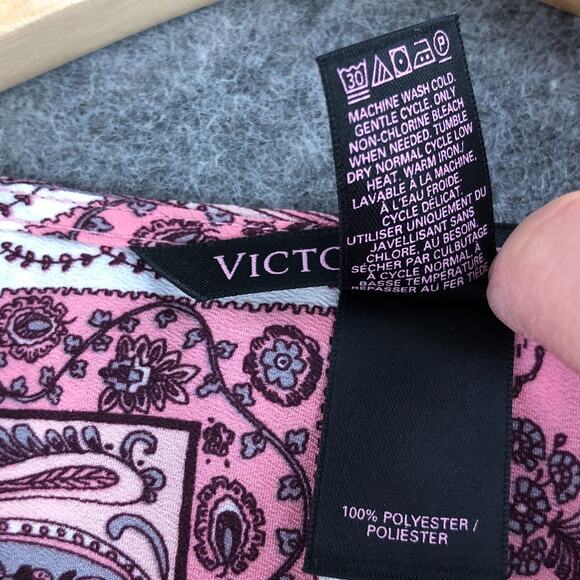 30 P
MACHINE WASH COLD.
GENTLE CYCLE. ONLY
NON-CHLORINE BLEACH
WHEN NEEDED. TUMBLE
DRY NORMAL CYCLE LOW
HEAT. WARM IRON./
LAVABLE À LA MACHINE,
À L'EAU FROIDE.
CYCLE DÉLICAT.
UTILISER UNIQUEMENT DU
JAVELLISANT SANS
CHLORE, AU BESOIN.
SÉCHER PAR CULBUTAGE
À CYCLE NORMAL, À
BASSE TEMPÉRATURE.
REPASSER AU FER TIÈDE
VICTO
100% POLYESTER /
POLIÉSTER